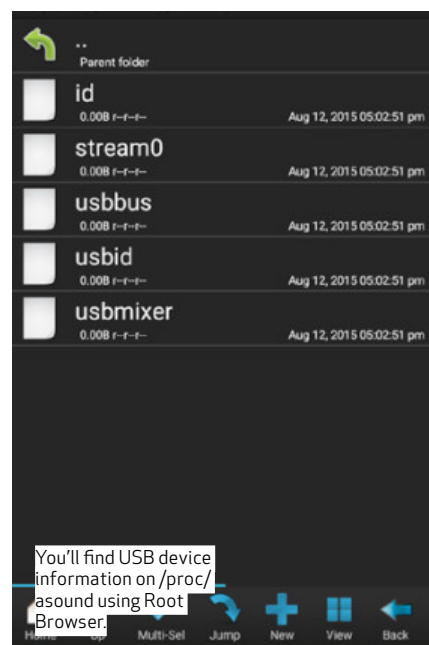 ..
Parent folder
id
0.00B r--r--r-- Aug 12, 2015 05:02:51 pm
stream0
0.00B r--r--r-- Aug 12, 2015 05:02:51 pm
usbbus
0.00B r--r--r-- Aug 12, 2015 05:02:51 pm
usbid
0.00B r--r--r-- Aug 12, 2015 05:02:51 pm
usbmixer
0.00B r--r--r-- Aug 12, 2015 05:02:51 pm
You'll find USB device
information on /proc/
asound using Root
Browser.
Multi-Sel Jump New View Back